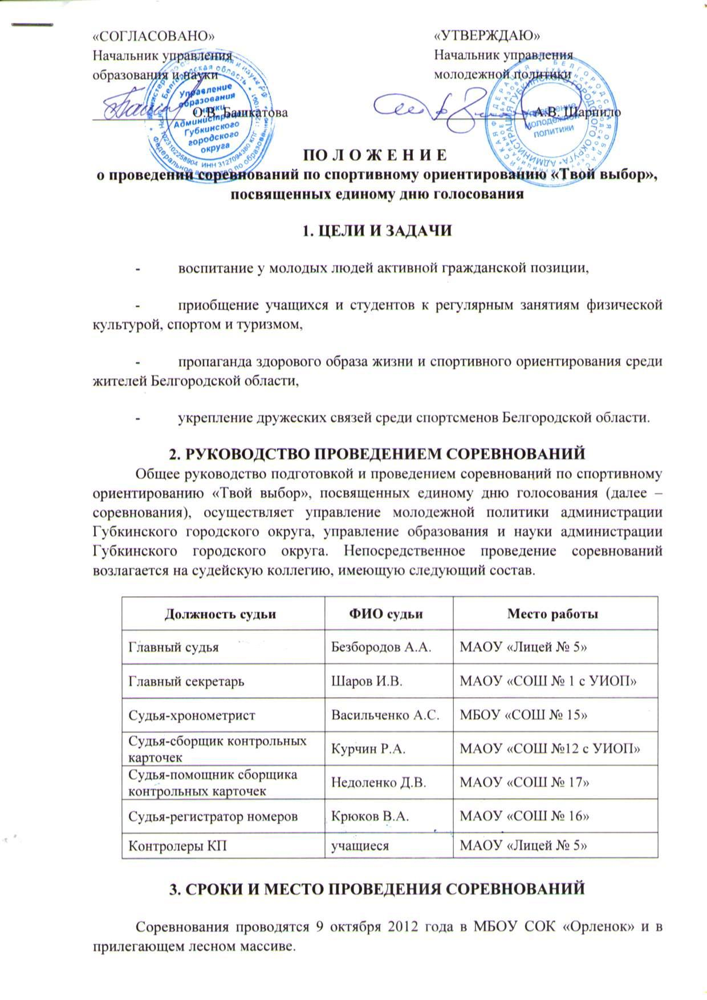 «СОГЛАСОВАНО»
Начальник управления
образования и науки
О.В. Башкатова
«УТВЕРЖДАЮ»
Начальник управления
молодежной политики
А.В. Шарпило
Управление
образования
науки
Администрации
Губкинского
городского
округа
Управление
молодежной
политики
ПО Л О Ж Е Н И Е
о проведении соревнований по спортивному ориентированию «Твой выбор»,
посвященных единому дню голосования
1. ЦЕЛИ И ЗАДАЧИ
- воспитание у молодых людей активной гражданской позиции,
- приобщение учащихся и студентов к регулярным занятиям физической
культурой, спортом и туризмом,
- пропаганда здорового образа жизни и спортивного ориентирования среди
жителей Белгородской области,
- укрепление дружеских связей среди спортсменов Белгородской области.
2. РУКОВОДСТВО ПРОВЕДЕНИЕМ СОРЕВНОВАНИЙ
Общее руководство подготовкой и проведением соревнований по спортивному
ориентированию «Твой выбор», посвященных единому дню голосования (далее –
соревнования), осуществляет управление молодежной политики администрации
Губкинского городского округа, управление образования и науки администрации
Губкинского городского округа. Непосредственное проведение соревнований
возлагается на судейскую коллегию, имеющую следующий состав.
Должность судьи ФИО судьи Место работы
Главный судья Безбородов А.А. МАОУ «Лицей № 5»
Главный секретарь Шаров И.В. МАОУ «СОШ № 1 с УИОП»
Судья-хронометрист Васильченко А.С. МБОУ «СОШ № 15»
Судья-сборщик контрольных
карточек Курчин Р.А. МАОУ «СОШ №12 с УИОП»
Судья-помощник сборщика
контрольных карточек Недоленко Д.В. МАОУ «СОШ № 17»
Судья-регистратор номеров Крюков В.А. МАОУ «СОШ № 16»
Контролеры КП учащиеся МАОУ «Лицей № 5»
3. СРОКИ И МЕСТО ПРОВЕДЕНИЯ СОРЕВНОВАНИЙ
Соревнования проводятся 9 октября 2012 года в МБОУ СОК «Орленок» и в
прилегающем лесном массиве.